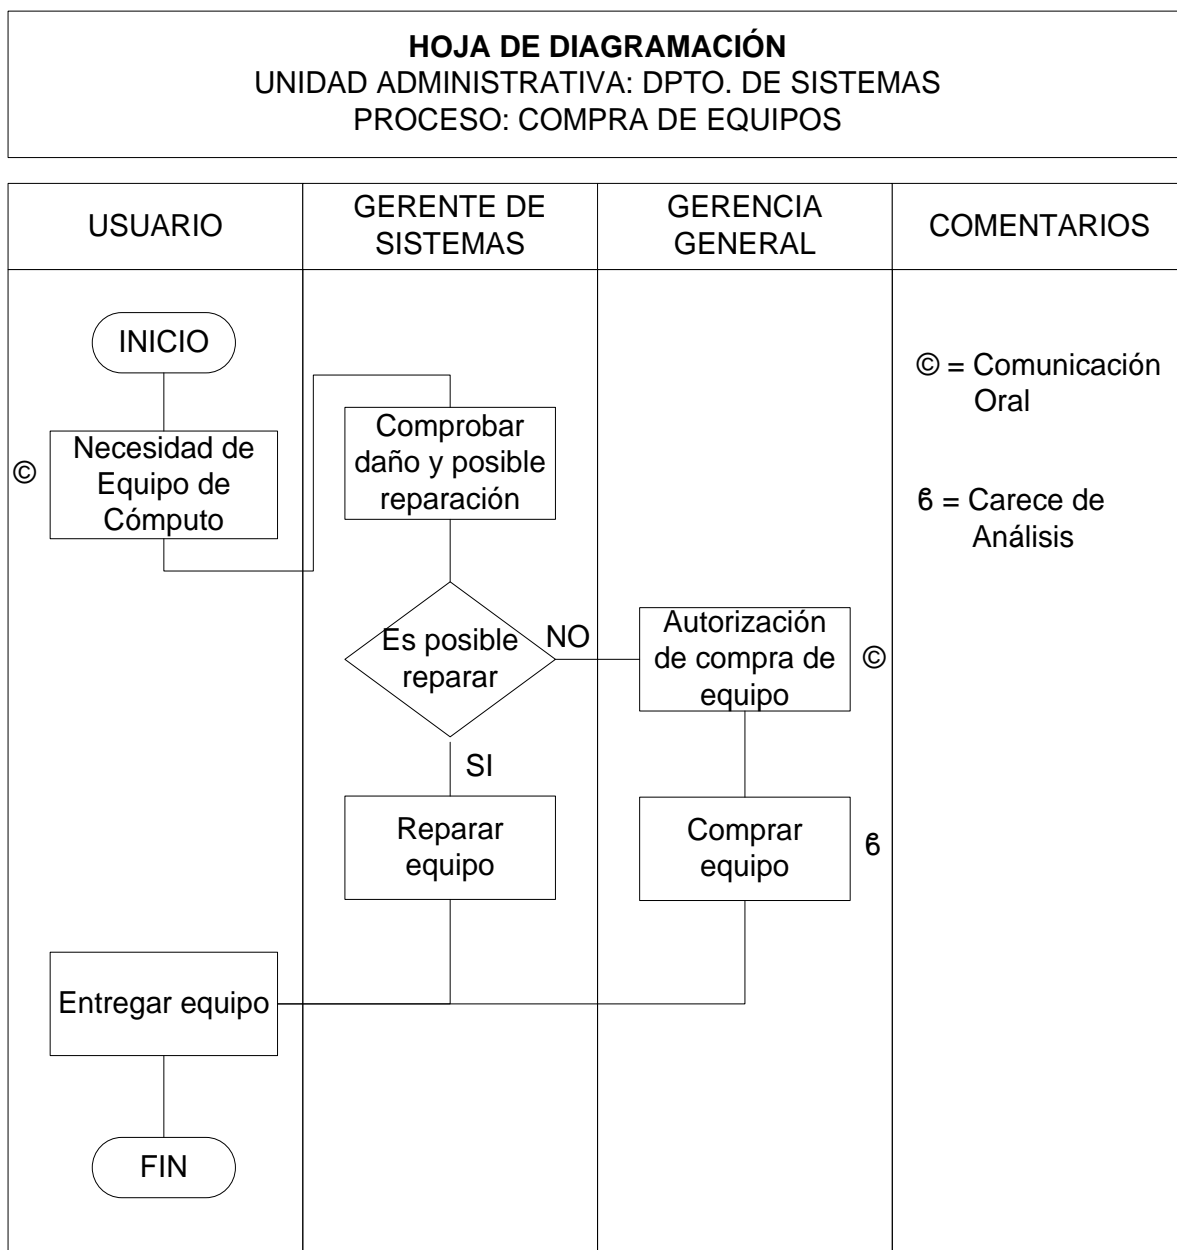 HOJA DE DIAGRAMACIÓN
UNIDAD ADMINISTRATIVA: DPTO. DE SISTEMAS
PROCESO: COMPRA DE EQUIPOS
USUARIO
GERENTE DE
SISTEMAS
GERENCIA
GENERAL
COMENTARIOS
INICIO
Necesidad de
Equipo de
Cómputo
©
Comprobar
daño y posible
reparación
Es posible
reparar
NO
SI
Autorización
de compra de
equipo
©
Reparar
equipo
Comprar
equipo
ϐ
Entregar equipo
FIN
© = Comunicación
Oral
ϐ = Carece de
Análisis